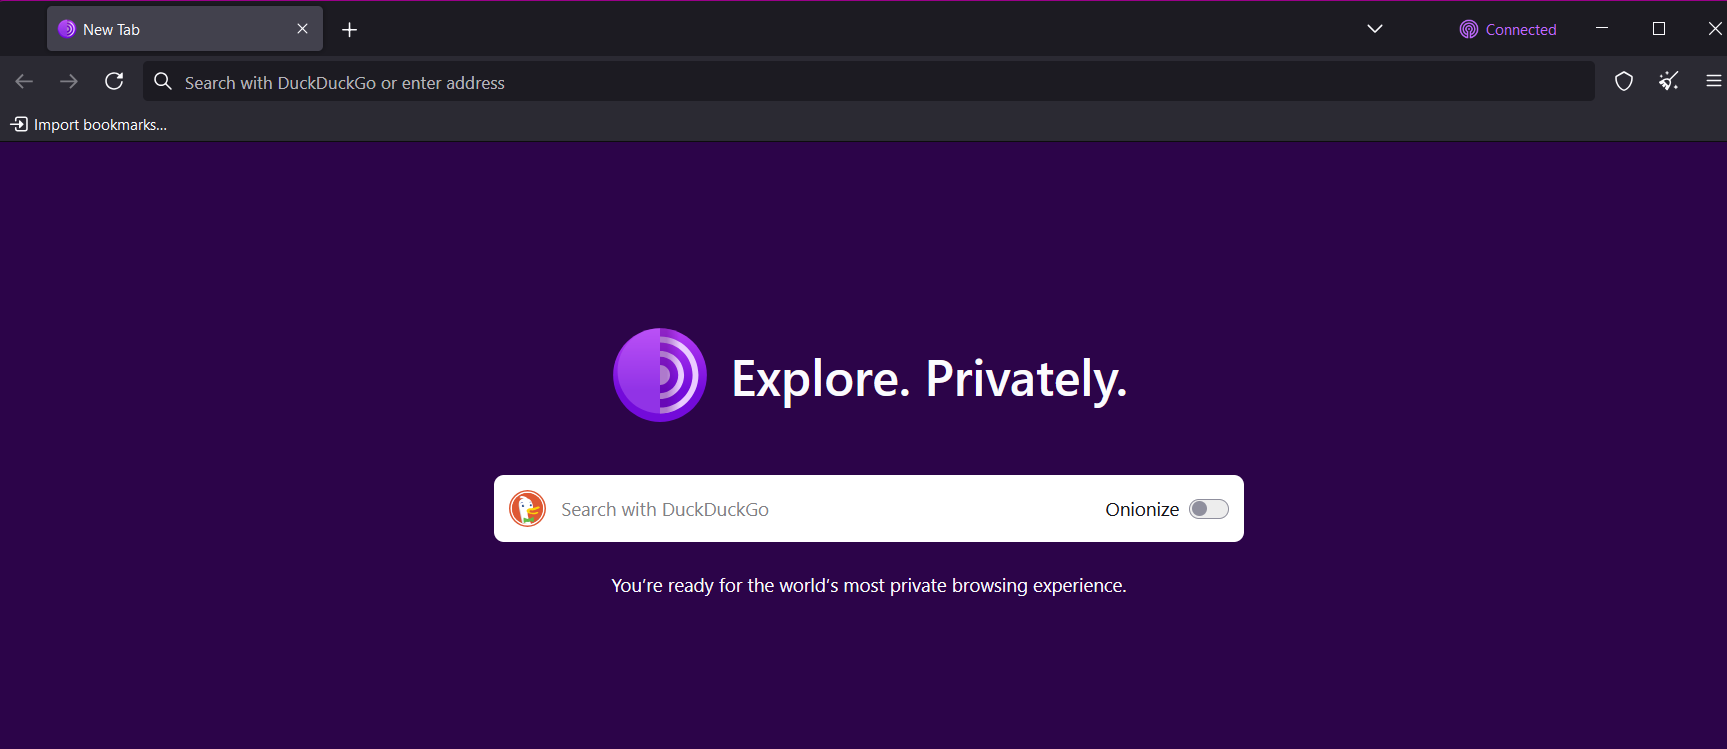 New Tab
Connected
Search with DuckDuckGo or enter address
Import bookmarks...
Explore. Privately.
Search with DuckDuckGo
Onionize
You're ready for the world's most private browsing experience.